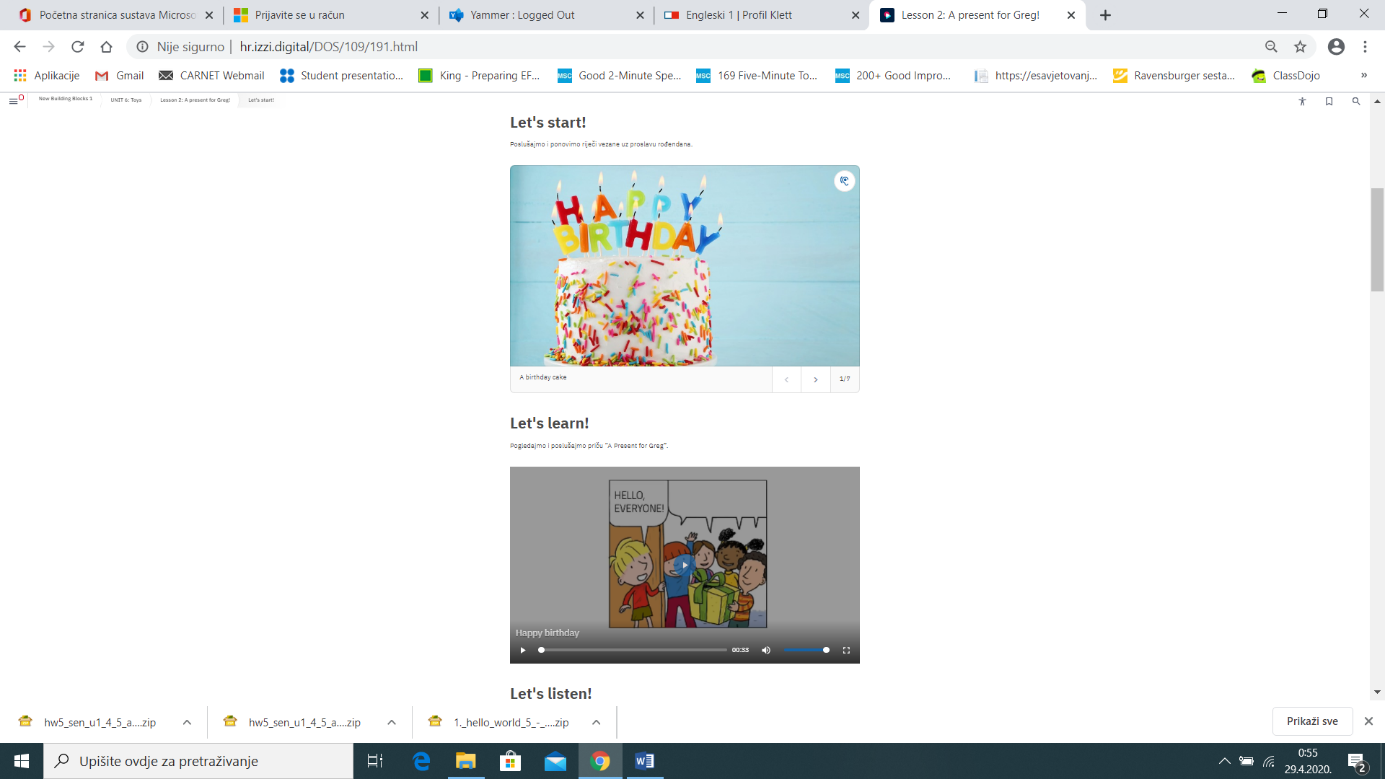 Početna stranica sustava Microso
Prijavite se u račun
Yammer : Logged Out
Engleski 1 | Profil Klett
Lesson 2: A present for Greg!
Nije sigurno | hr.izzi.digital/DOS/109/191.html
Aplikacije
Gmail
CARNET Webmail
Student presentatio...
King - Preparing EF...
MSC Good 2-Minute Spe...
MSC 169 Five-Minute To...
MSC 200+ Good Impro...
https://esavjetovanj...
Ravensburger sesta...
ClassDojo
»
New Building Blocks 1
UNIT 6: Toys
Lesson 2: A present for Greg!
Let's start!
Let's start!
Poslušajmo i ponovimo riječi vezane uz proslavu rođendana.
HAPPY
BIRTHDAY
A birthday cake
1/7
Let's learn!
Pogledajmo i poslušajmo priču "A Present for Greg".
HELLO,
EVERYONE!
Happy birthday
00:33
Let's listen!
hw5_sen_u1_4_5_a....zip
hw5_sen_u1_4_5_a....zip
1._hello_world_5_-_....zip
Prikaži sve
Upišite ovdje za pretraživanje
0:55
29.4.2020.
2